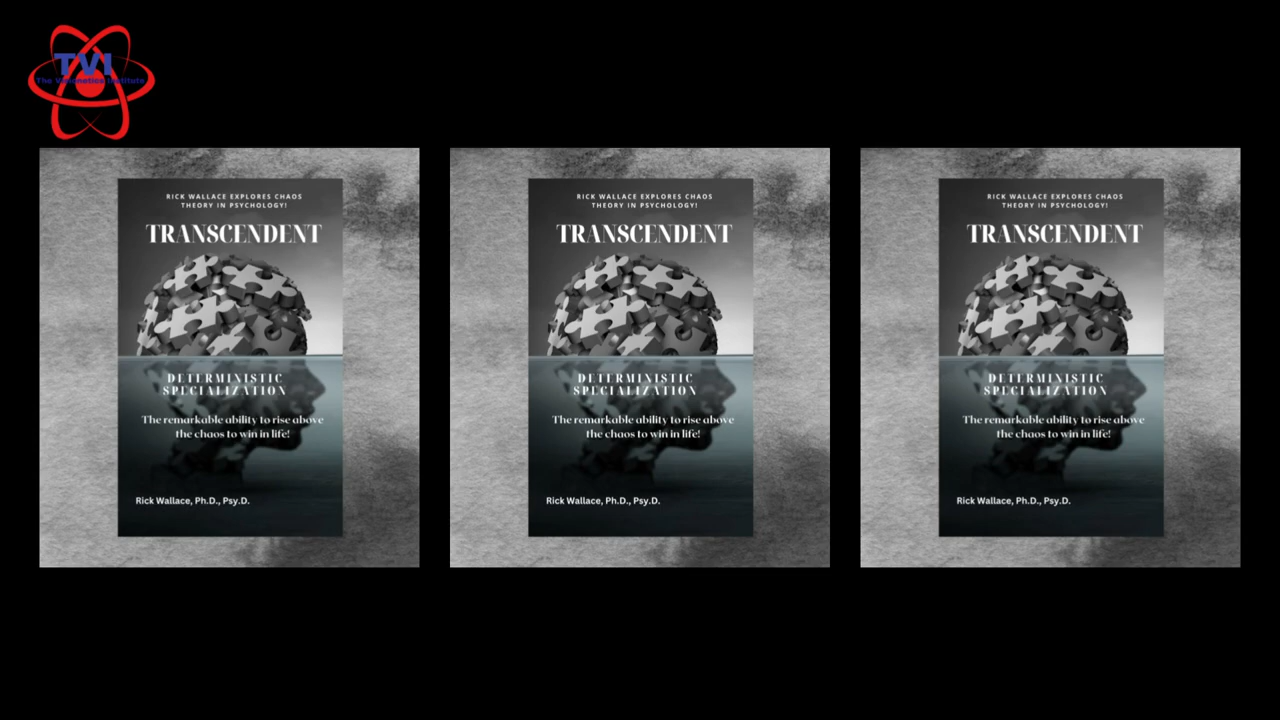 TVI
The Visionetics Institute
RICK WALLACE EXPLORES CHAOS
THEORY IN PSYCHOLOGY!
TRANSCENDENT
DETERMINISTIC
SPECIALIZATION
The remarkable ability to rise above
the chaos to win in life!
Rick Wallace, Ph.D., Psy.D.
RICK WALLACE EXPLORES CHAOS
THEORY IN PSYCHOLOGY!
TRANSCENDENT
DETERMINISTIC
SPECIALIZATION
The remarkable ability to rise above
the chaos to win in life!
Rick Wallace, Ph.D., Psy.D.
RICK WALLACE EXPLORES CHAOS
THEORY IN PSYCHOLOGY!
TRANSCENDENT
DETERMINISTIC
SPECIALIZATION
The remarkable ability to rise above
the chaos to win in life!
Rick Wallace, Ph.D., Psy.D.